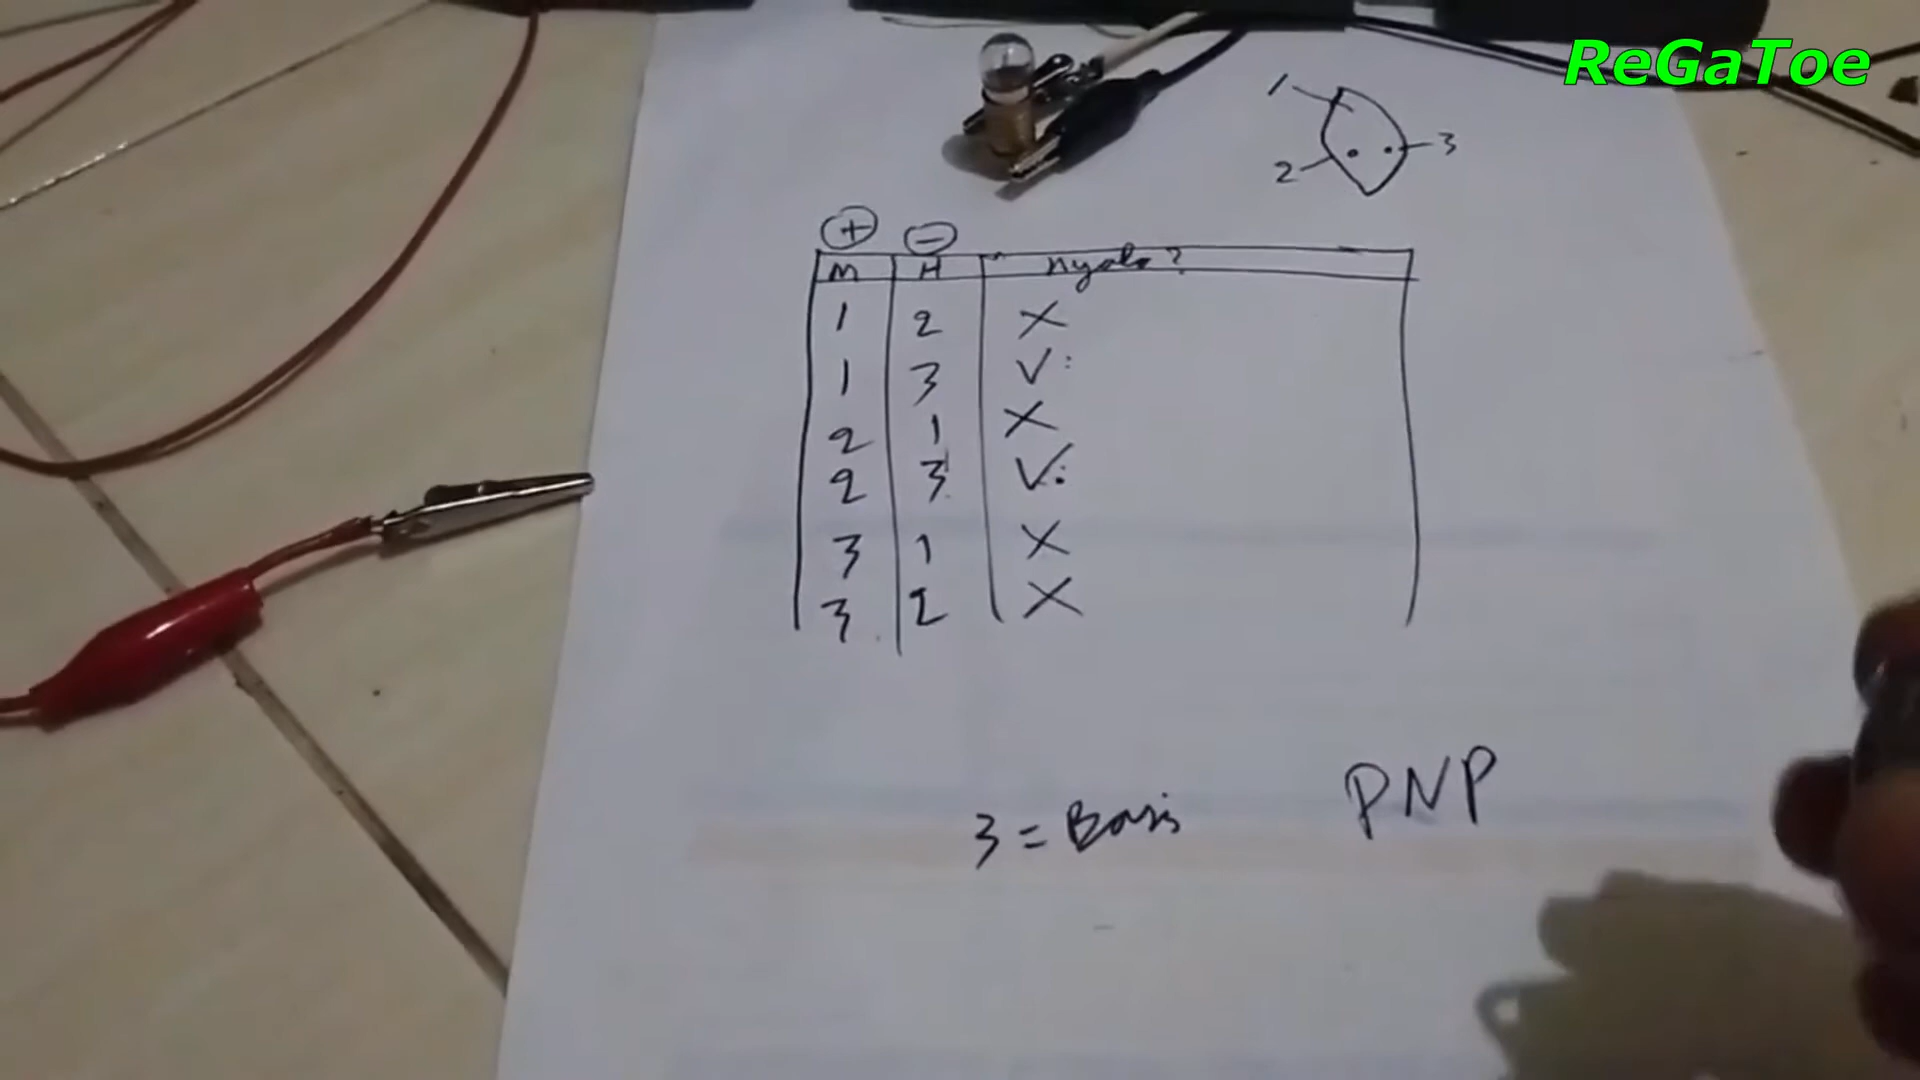 ReGaToe
1
2 3
+ -
M H nyala?
1 2 X
1 3 V
2 1 X
2 3 V
3 1 X
3 2 X
3 = Basis PNP